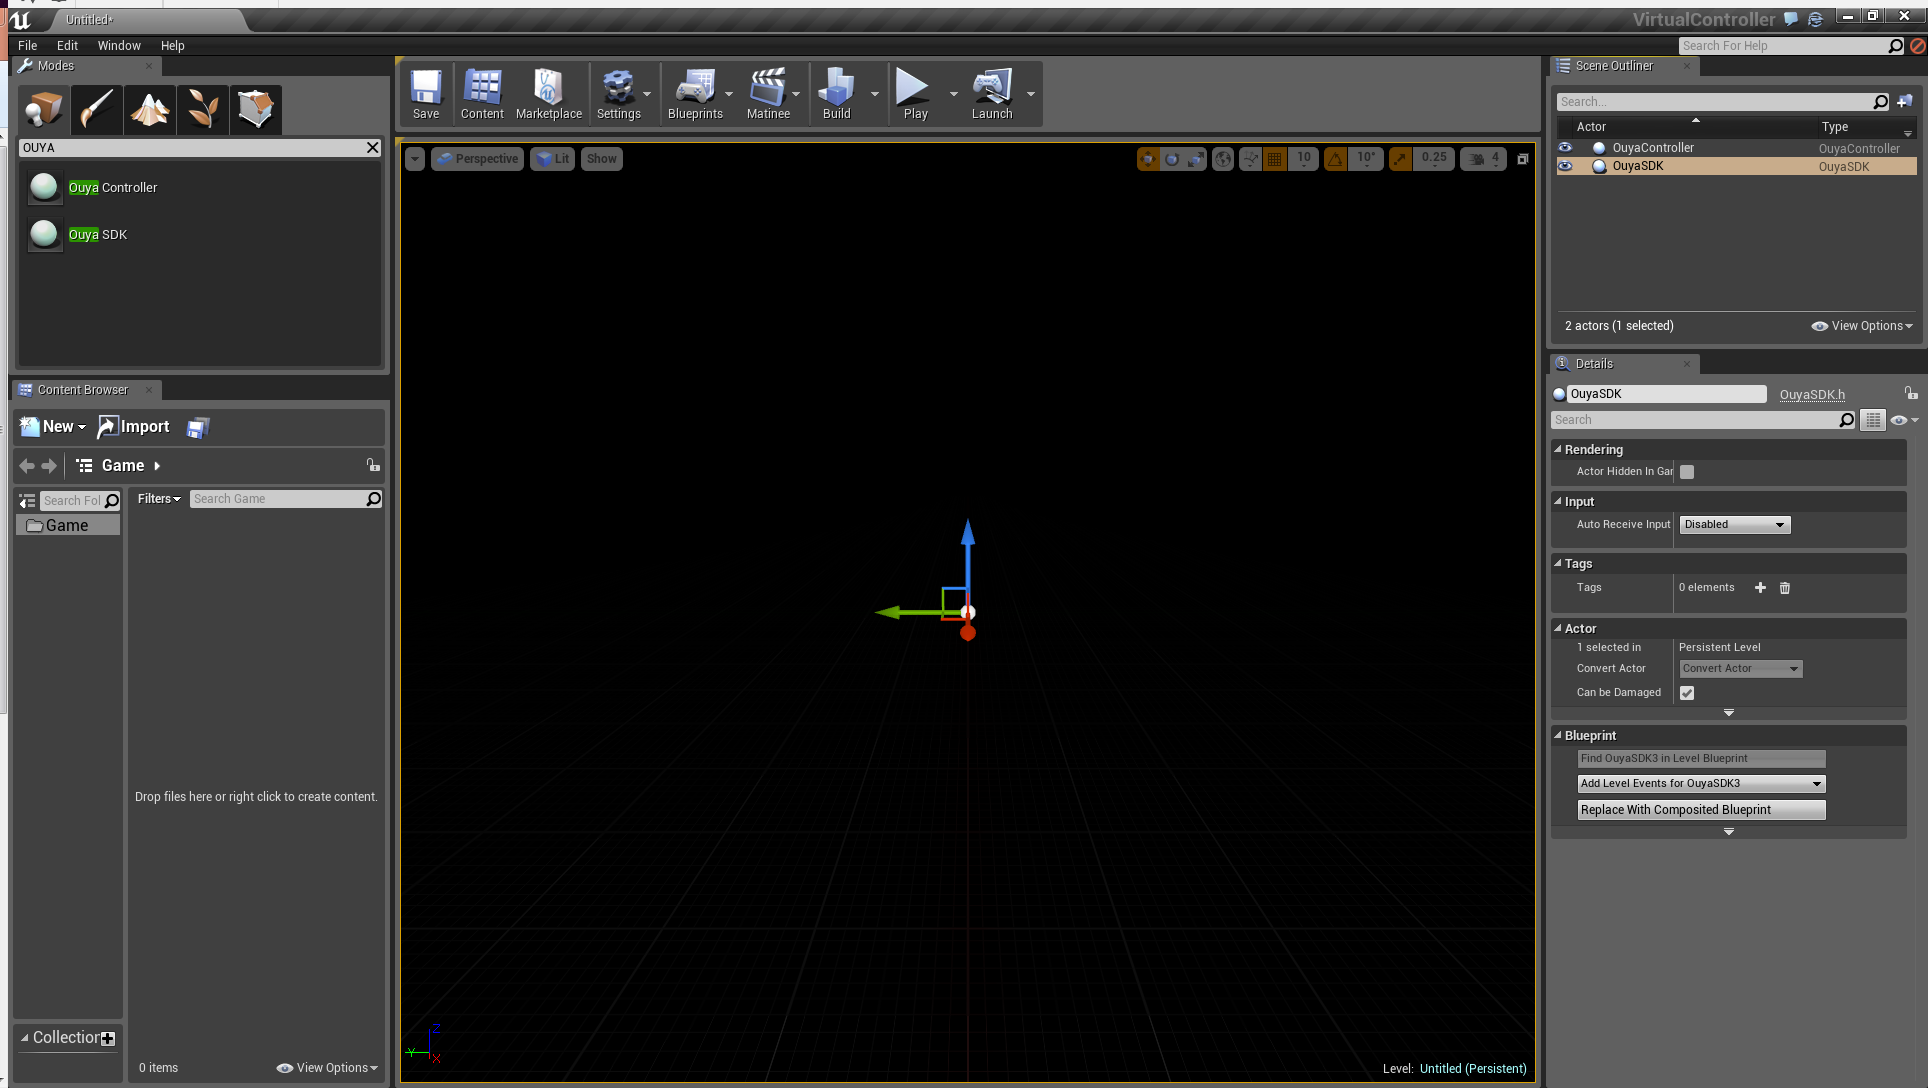 Untitled*
VirtualController
File Edit Window Help
Search For Help
Modes
OUYA
Ouya Controller
Ouya SDK
Save Content Marketplace Settings Blueprints Matinee Build Play Launch
Perspective Lit Show
10 10° 0.25 4
Scene Outliner
Search...
Actor Type
OuyaController OuyaController
OuyaSDK OuyaSDK
2 actors (1 selected) View Options
Content Browser
New Import
Game
Search Fol
Game
Filters Search Game
Drop files here or right click to create content.
Collection
0 items View Options
Z
Y
X
Level: Untitled (Persistent)
Details
OuyaSDK OuyaSDK.h
Search
Rendering
Actor Hidden In Gar
Input
Auto Receive Input Disabled
Tags
Tags 0 elements
Actor
1 selected in Persistent Level
Convert Actor Convert Actor
Can be Damaged
Blueprint
Find OuyaSDK3 in Level Blueprint
Add Level Events for OuyaSDK3
Replace With Composited Blueprint